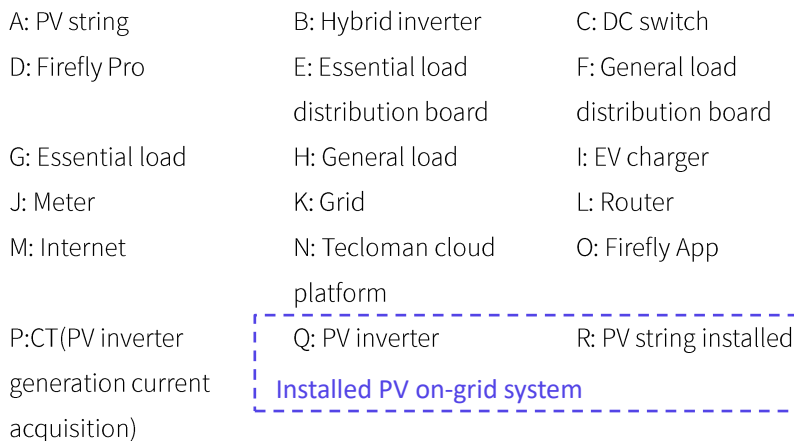 A: PV string B: Hybrid inverter C: DC switch
D: Firefly Pro E: Essential load F: General load
distribution board distribution board
G: Essential load H: General load I: EV charger
J: Meter K: Grid L: Router
M: Internet N: Tecloman cloud O: Firefly App
platform
P:CT(PV inverter Q: PV inverter R: PV string installed
generation current Installed PV on-grid system
acquisition)